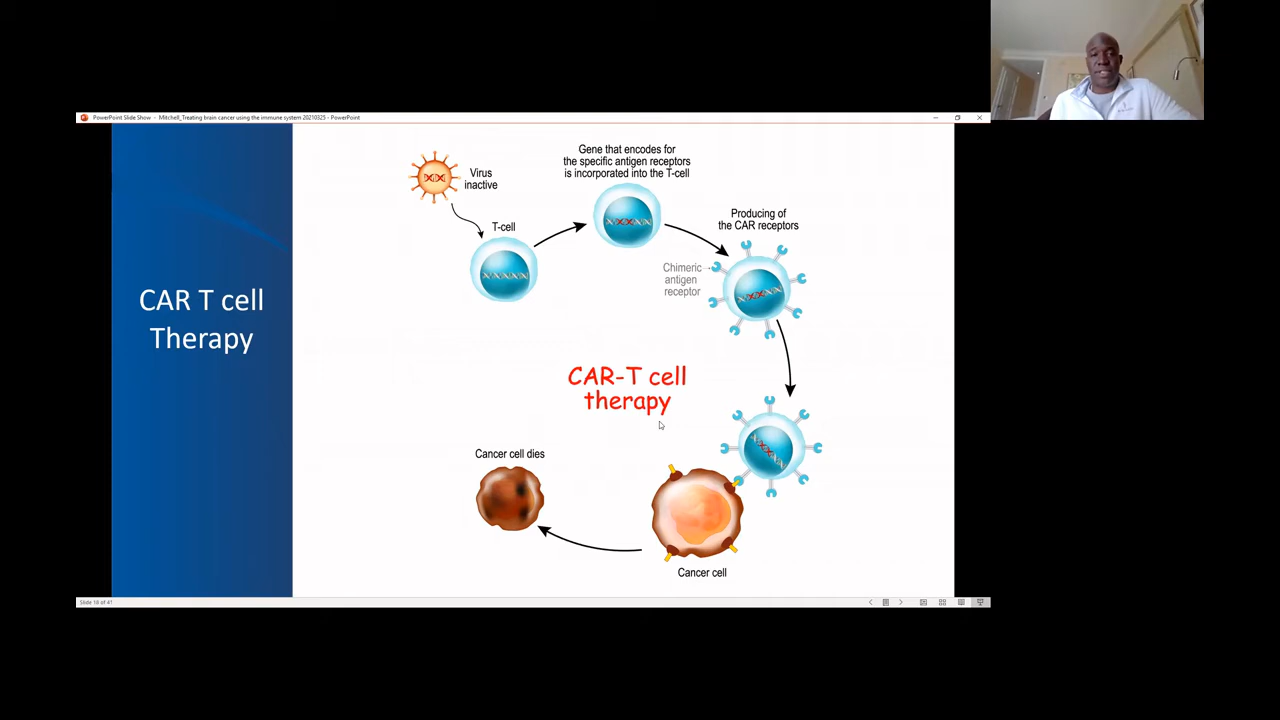 PowerPoint Slide Show - Mitchell_Treating brain cancer using the immune system 20210325 - PowerPoint
CAR T cell
Therapy
Virus
inactive
T-cell
Gene that encodes for
the specific antigen receptors
is incorporated into the T-cell
Producing of
the CAR receptors
Chimeric
antigen
receptor
CAR-T cell
therapy
Cancer cell dies
Cancer cell
Slide 18 of 41